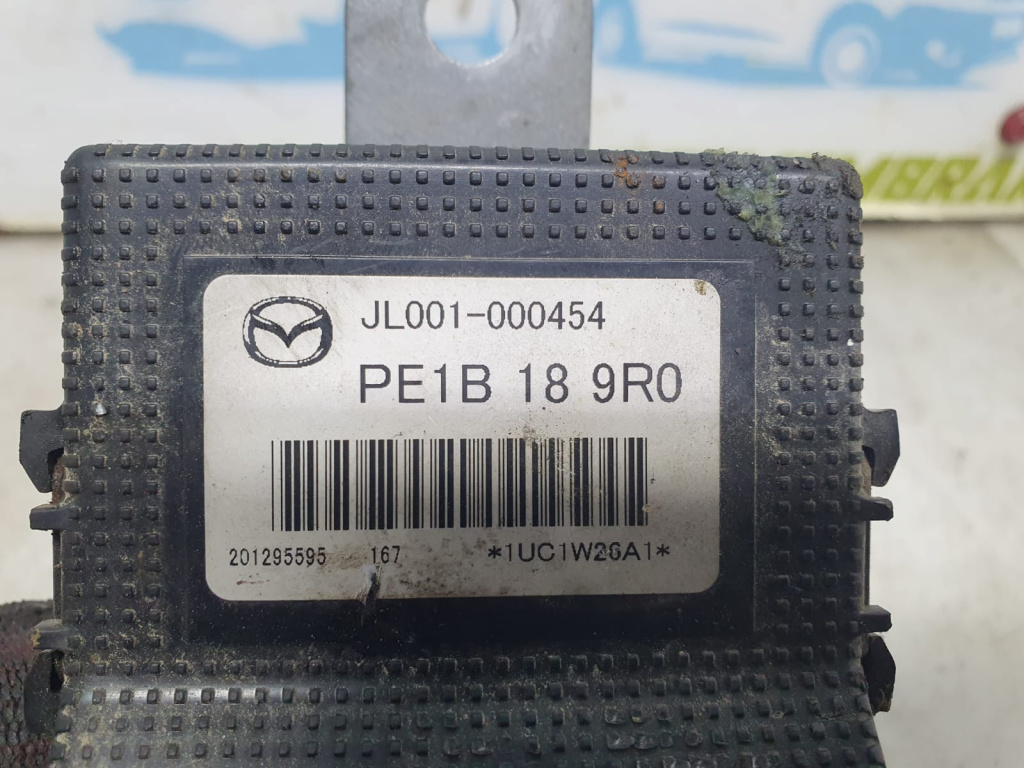 JL001-000454
PE1B 18 9R0
201295595 167 *1UC1W26A1*